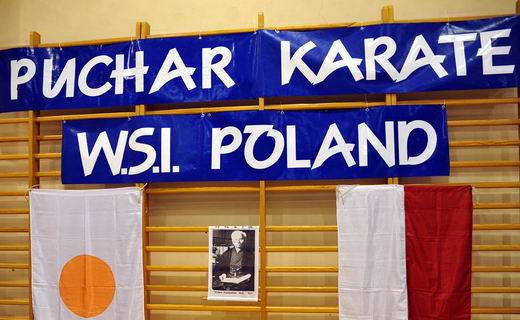 PUCHAR KARATE
W.S.I. POLAND